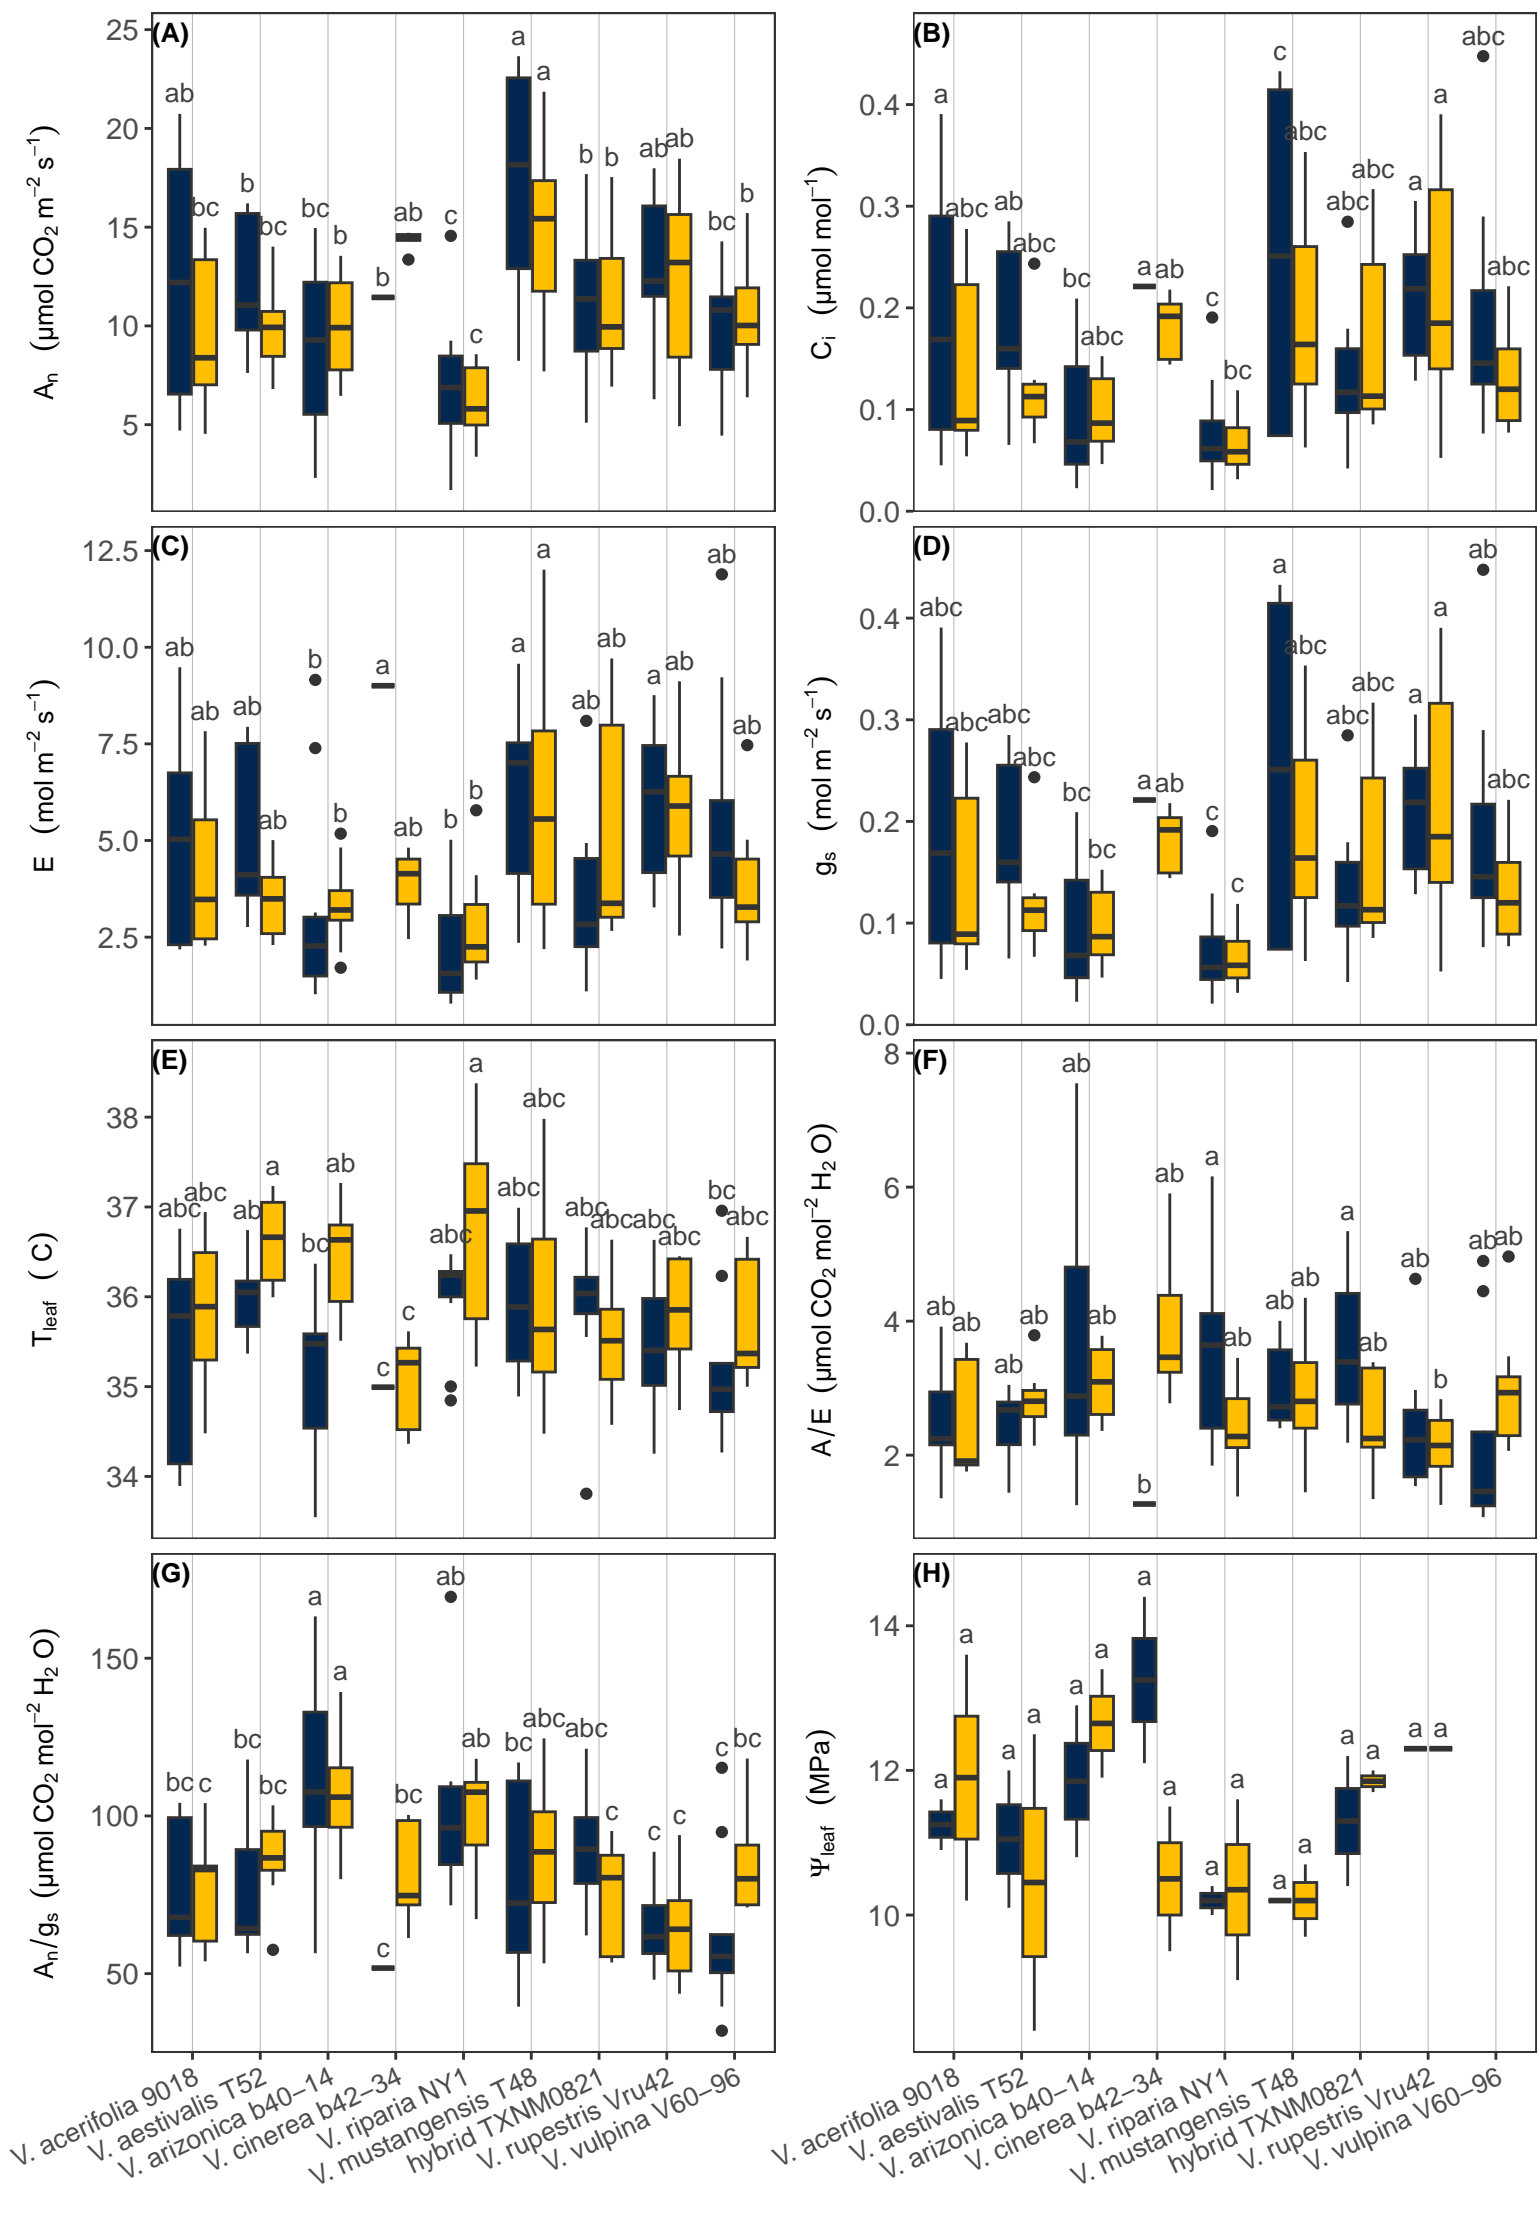 (A)
25
20
15
10
5
Aₙ (µmol CO₂ m⁻² s⁻¹)
ab bc b bc bc b b ab c c a a b b ab ab bc b
(B)
0.4
0.3
0.2
0.1
0.0
Cᵢ (µmol mol⁻¹)
a abc ab abc bc abc a ab c bc c abc abc abc a a abc abc
(C)
12.5
10.0
7.5
5.0
2.5
E (mol m⁻² s⁻¹)
ab ab ab ab b b a ab b b a a ab ab a ab ab ab
(D)
0.4
0.3
0.2
0.1
0.0
gₛ (mol m⁻² s⁻¹)
abc abc abc abc bc bc a ab c c a abc abc abc a a ab abc
(E)
38
37
36
35
34
Tleaf (C)
abc abc ab a bc ab c c abc a abc abc abc abc abc abc bc abc
(F)
8
6
4
2
A/E (µmol CO₂ mol⁻² H₂ O)
ab ab ab ab ab ab b ab a ab ab ab a ab ab b ab ab
(G)
150
100
50
Aₙ/gₛ (µmol CO₂ mol⁻² H₂ O)
bc c bc bc a a c bc ab ab bc abc abc c c c c bc
(H)
14
12
10
Ψleaf (MPa)
a a a a a a a a a a a a a a a a
V. acerifolia 9018
V. aestivalis T52
V. arizonica b40−14
V. cinerea b42−34
V. riparia NY1
V. mustangensis T48
hybrid TXNM0821
V. rupestris Vru42
V. vulpina V60−96
V. acerifolia 9018
V. aestivalis T52
V. arizonica b40−14
V. cinerea b42−34
V. riparia NY1
V. mustangensis T48
hybrid TXNM0821
V. rupestris Vru42
V. vulpina V60−96